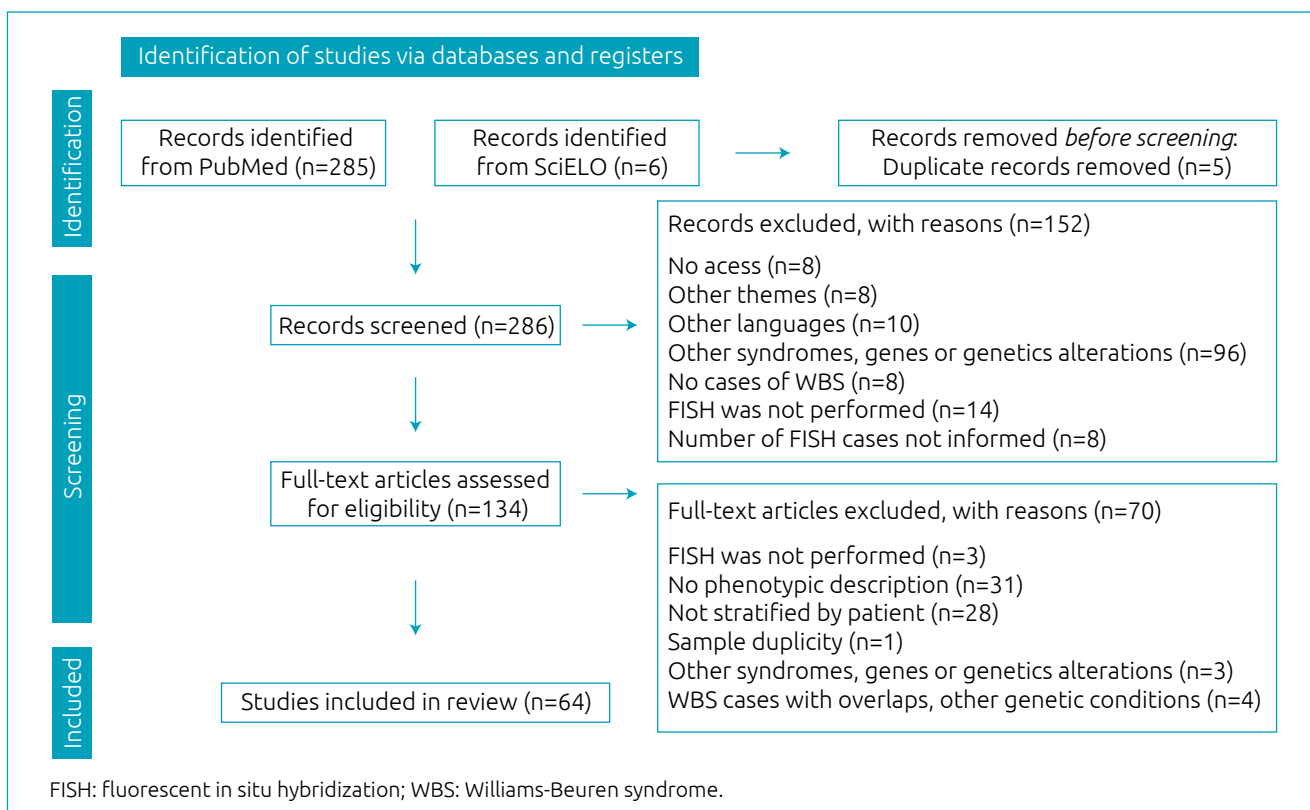 Identification of studies via databases and registers
Identification
Records identified
from PubMed (n=285)
Records identified
from SciELO (n=6)
Records removed before screening:
Duplicate records removed (n=5)
Screening
Records screened (n=286)
Records excluded, with reasons (n=152)
No acess (n=8)
Other themes (n=8)
Other languages (n=10)
Other syndromes, genes or genetics alterations (n=96)
No cases of WBS (n=8)
FISH was not performed (n=14)
Number of FISH cases not informed (n=8)
Full-text articles assessed
for eligibility (n=134)
Full-text articles excluded, with reasons (n=70)
FISH was not performed (n=3)
No phenotypic description (n=31)
Not stratified by patient (n=28)
Sample duplicity (n=1)
Other syndromes, genes or genetics alterations (n=3)
WBS cases with overlaps, other genetic conditions (n=4)
Included
Studies included in review (n=64)
FISH: fluorescent in situ hybridization; WBS: Williams-Beuren syndrome.